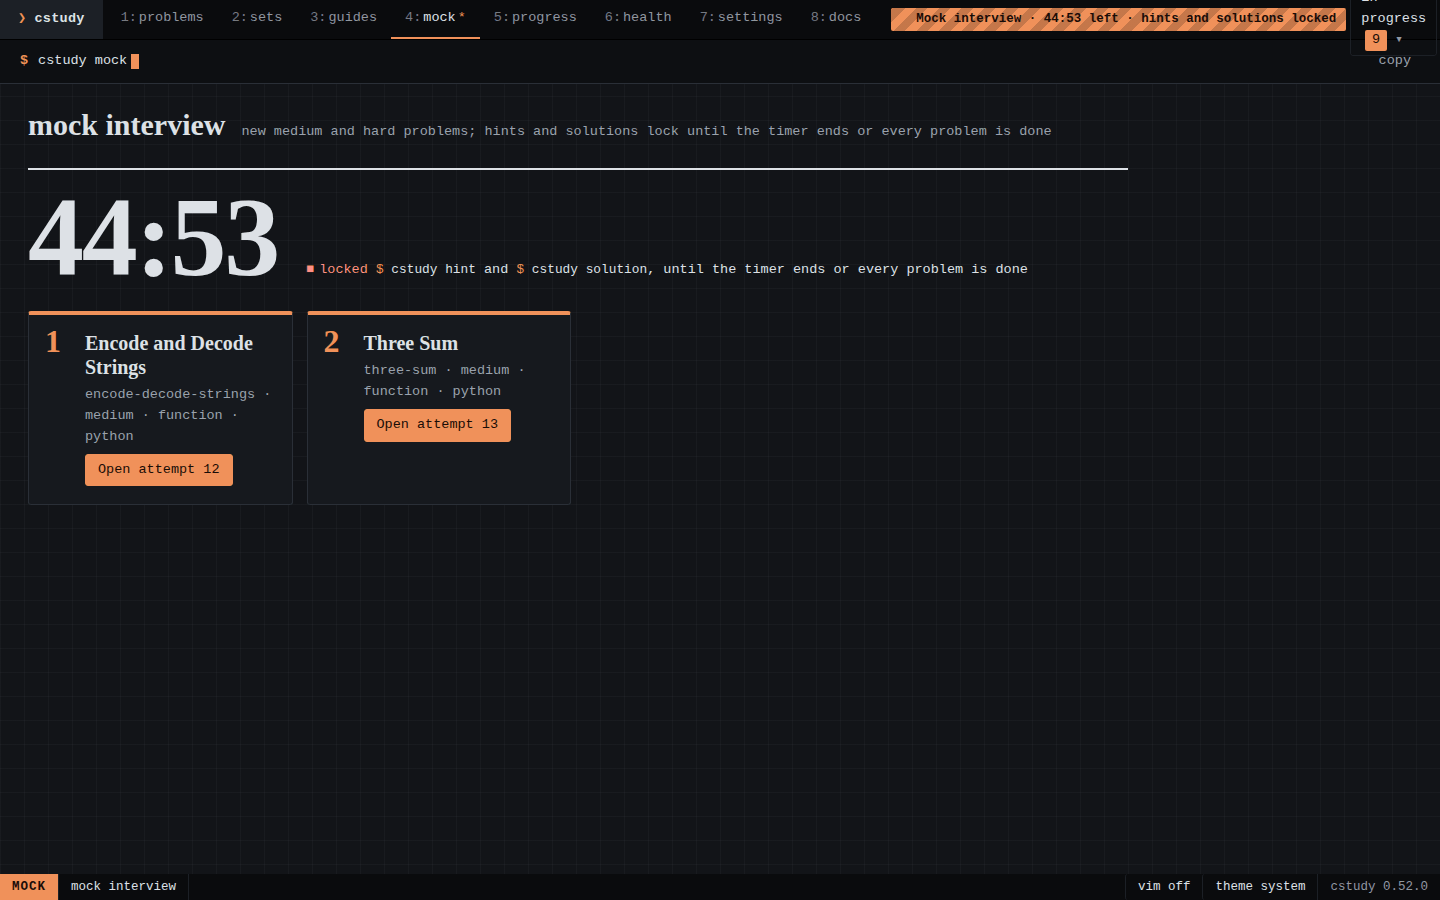 ❯ cstudy 1:problems 2:sets 3:guides 4:mock* 5:progress 6:health 7:settings 8:docs Mock interview · 44:53 left · hints and solutions locked
progress
9 ▾
$ cstudy mock
copy
mock interview new medium and hard problems; hints and solutions lock until the timer ends or every problem is done
44:53
■ locked $ cstudy hint and $ cstudy solution, until the timer ends or every problem is done
1 Encode and Decode
Strings
encode-decode-strings ·
medium · function ·
python
Open attempt 12
2 Three Sum
three-sum · medium ·
function · python
Open attempt 13
MOCK mock interview vim off theme system cstudy 0.52.0